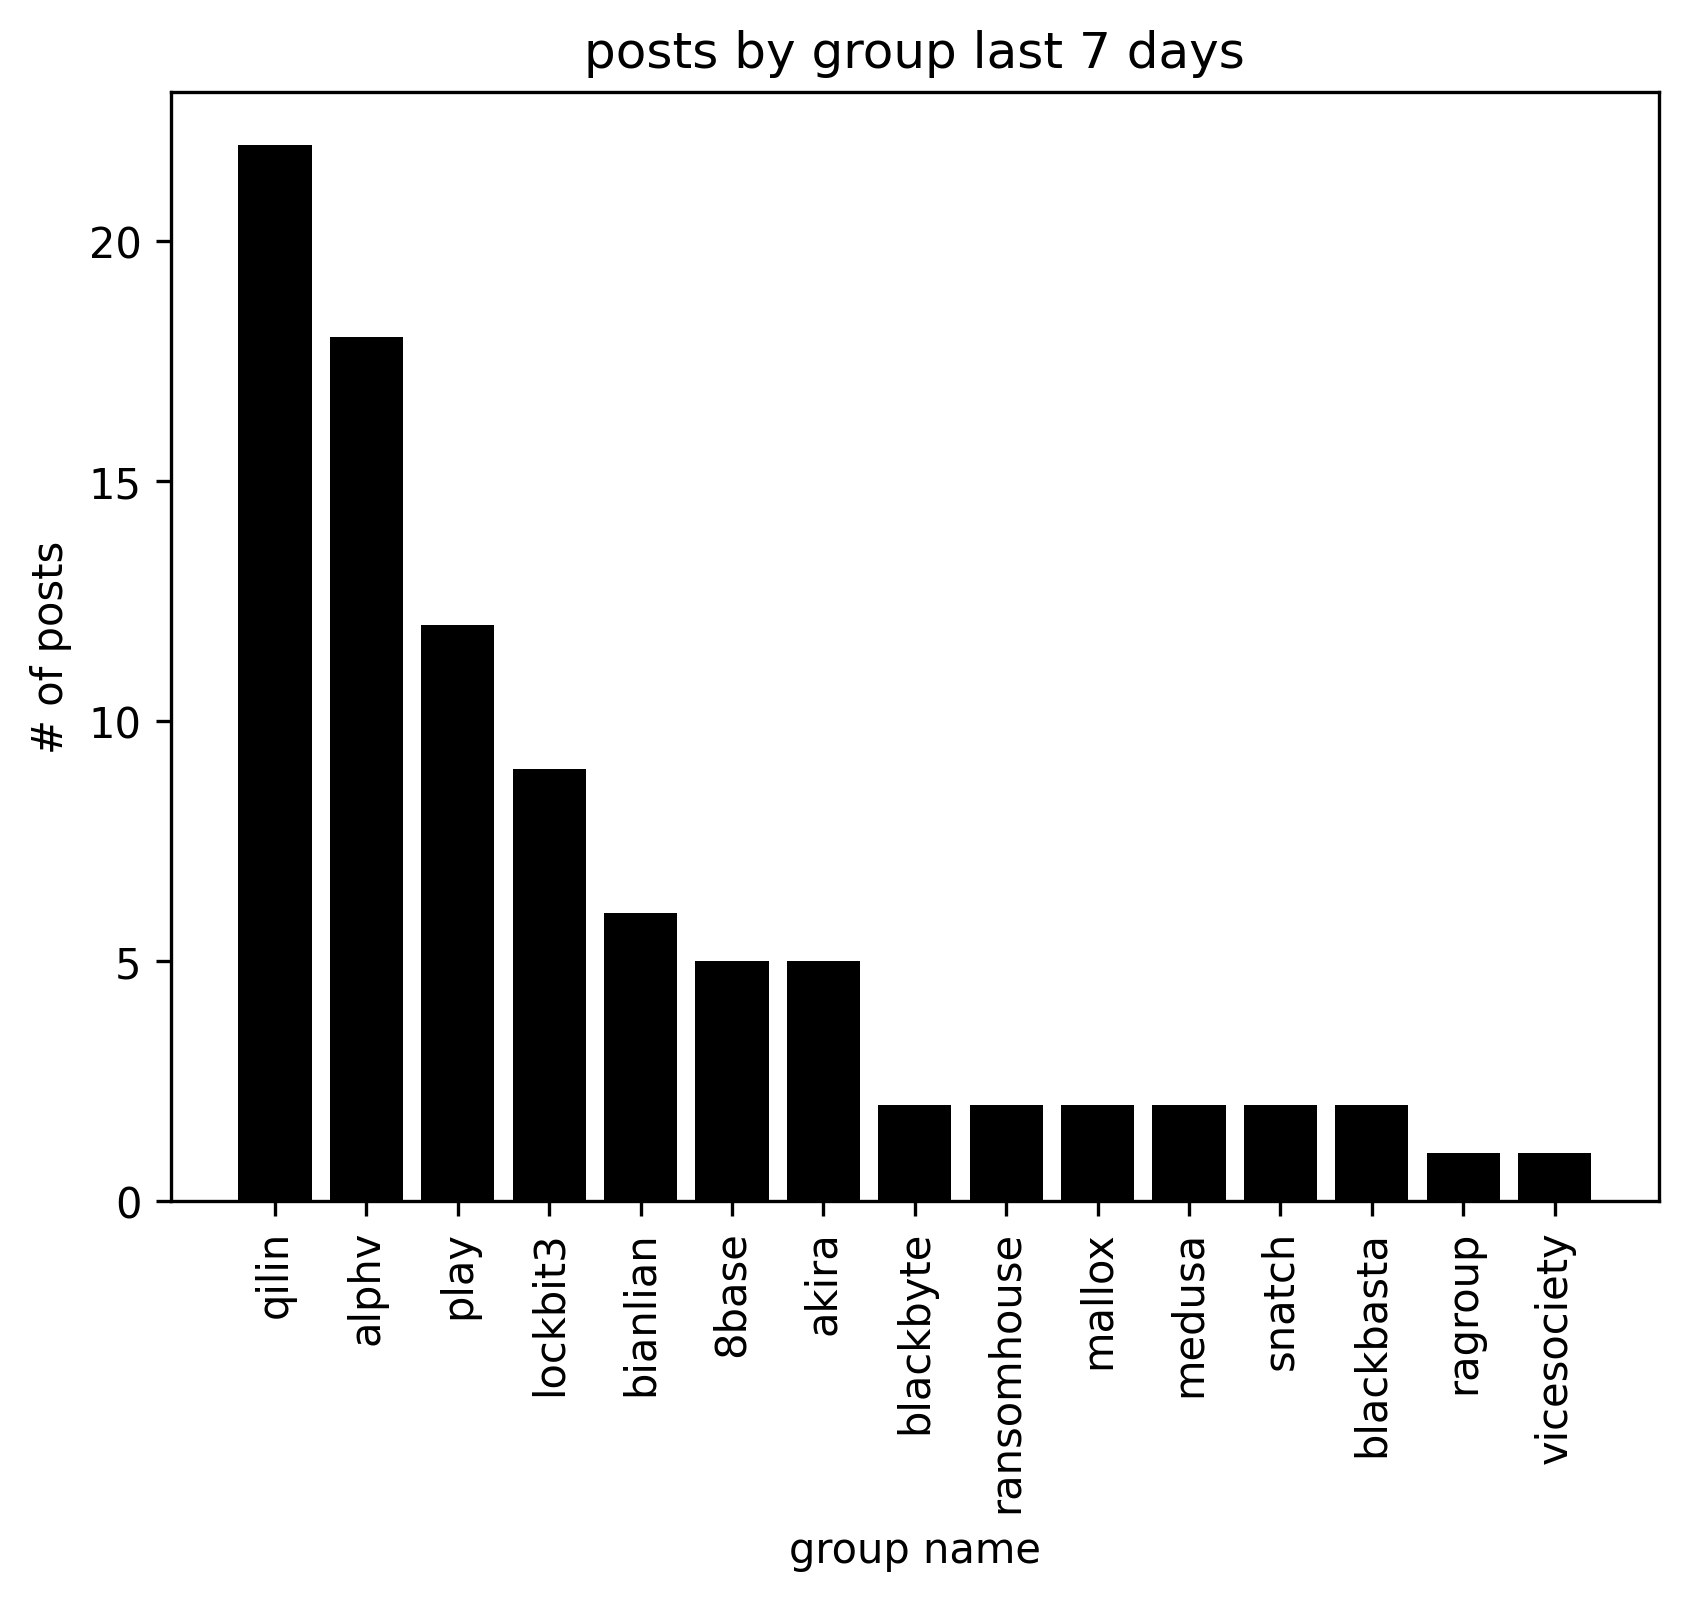 posts by group last 7 days
# of posts
20
15
10
5
0
qilin
alphv
play
lockbit3
bianlian
8base
akira
blackbyte
ransomhouse
mallox
medusa
snatch
blackbasta
ragroup
vicesociety
group name